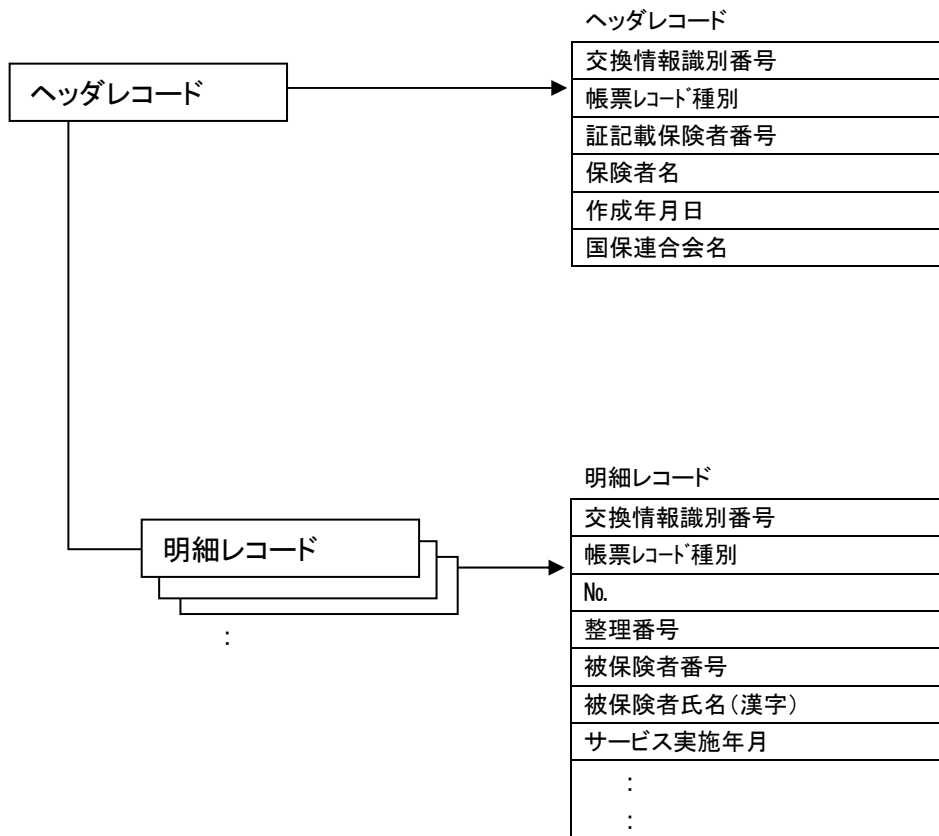 ヘッダレコード
ヘッダレコード
交換情報識別番号
帳票ﾚｺｰﾄﾞ種別
証記載保険者番号
保険者名
作成年月日
国保連合会名
明細レコード
:
明細レコード
交換情報識別番号
帳票ﾚｺｰﾄﾞ種別
№
整理番号
被保険者番号
被保険者氏名(漢字)
サービス実施年月
:
: